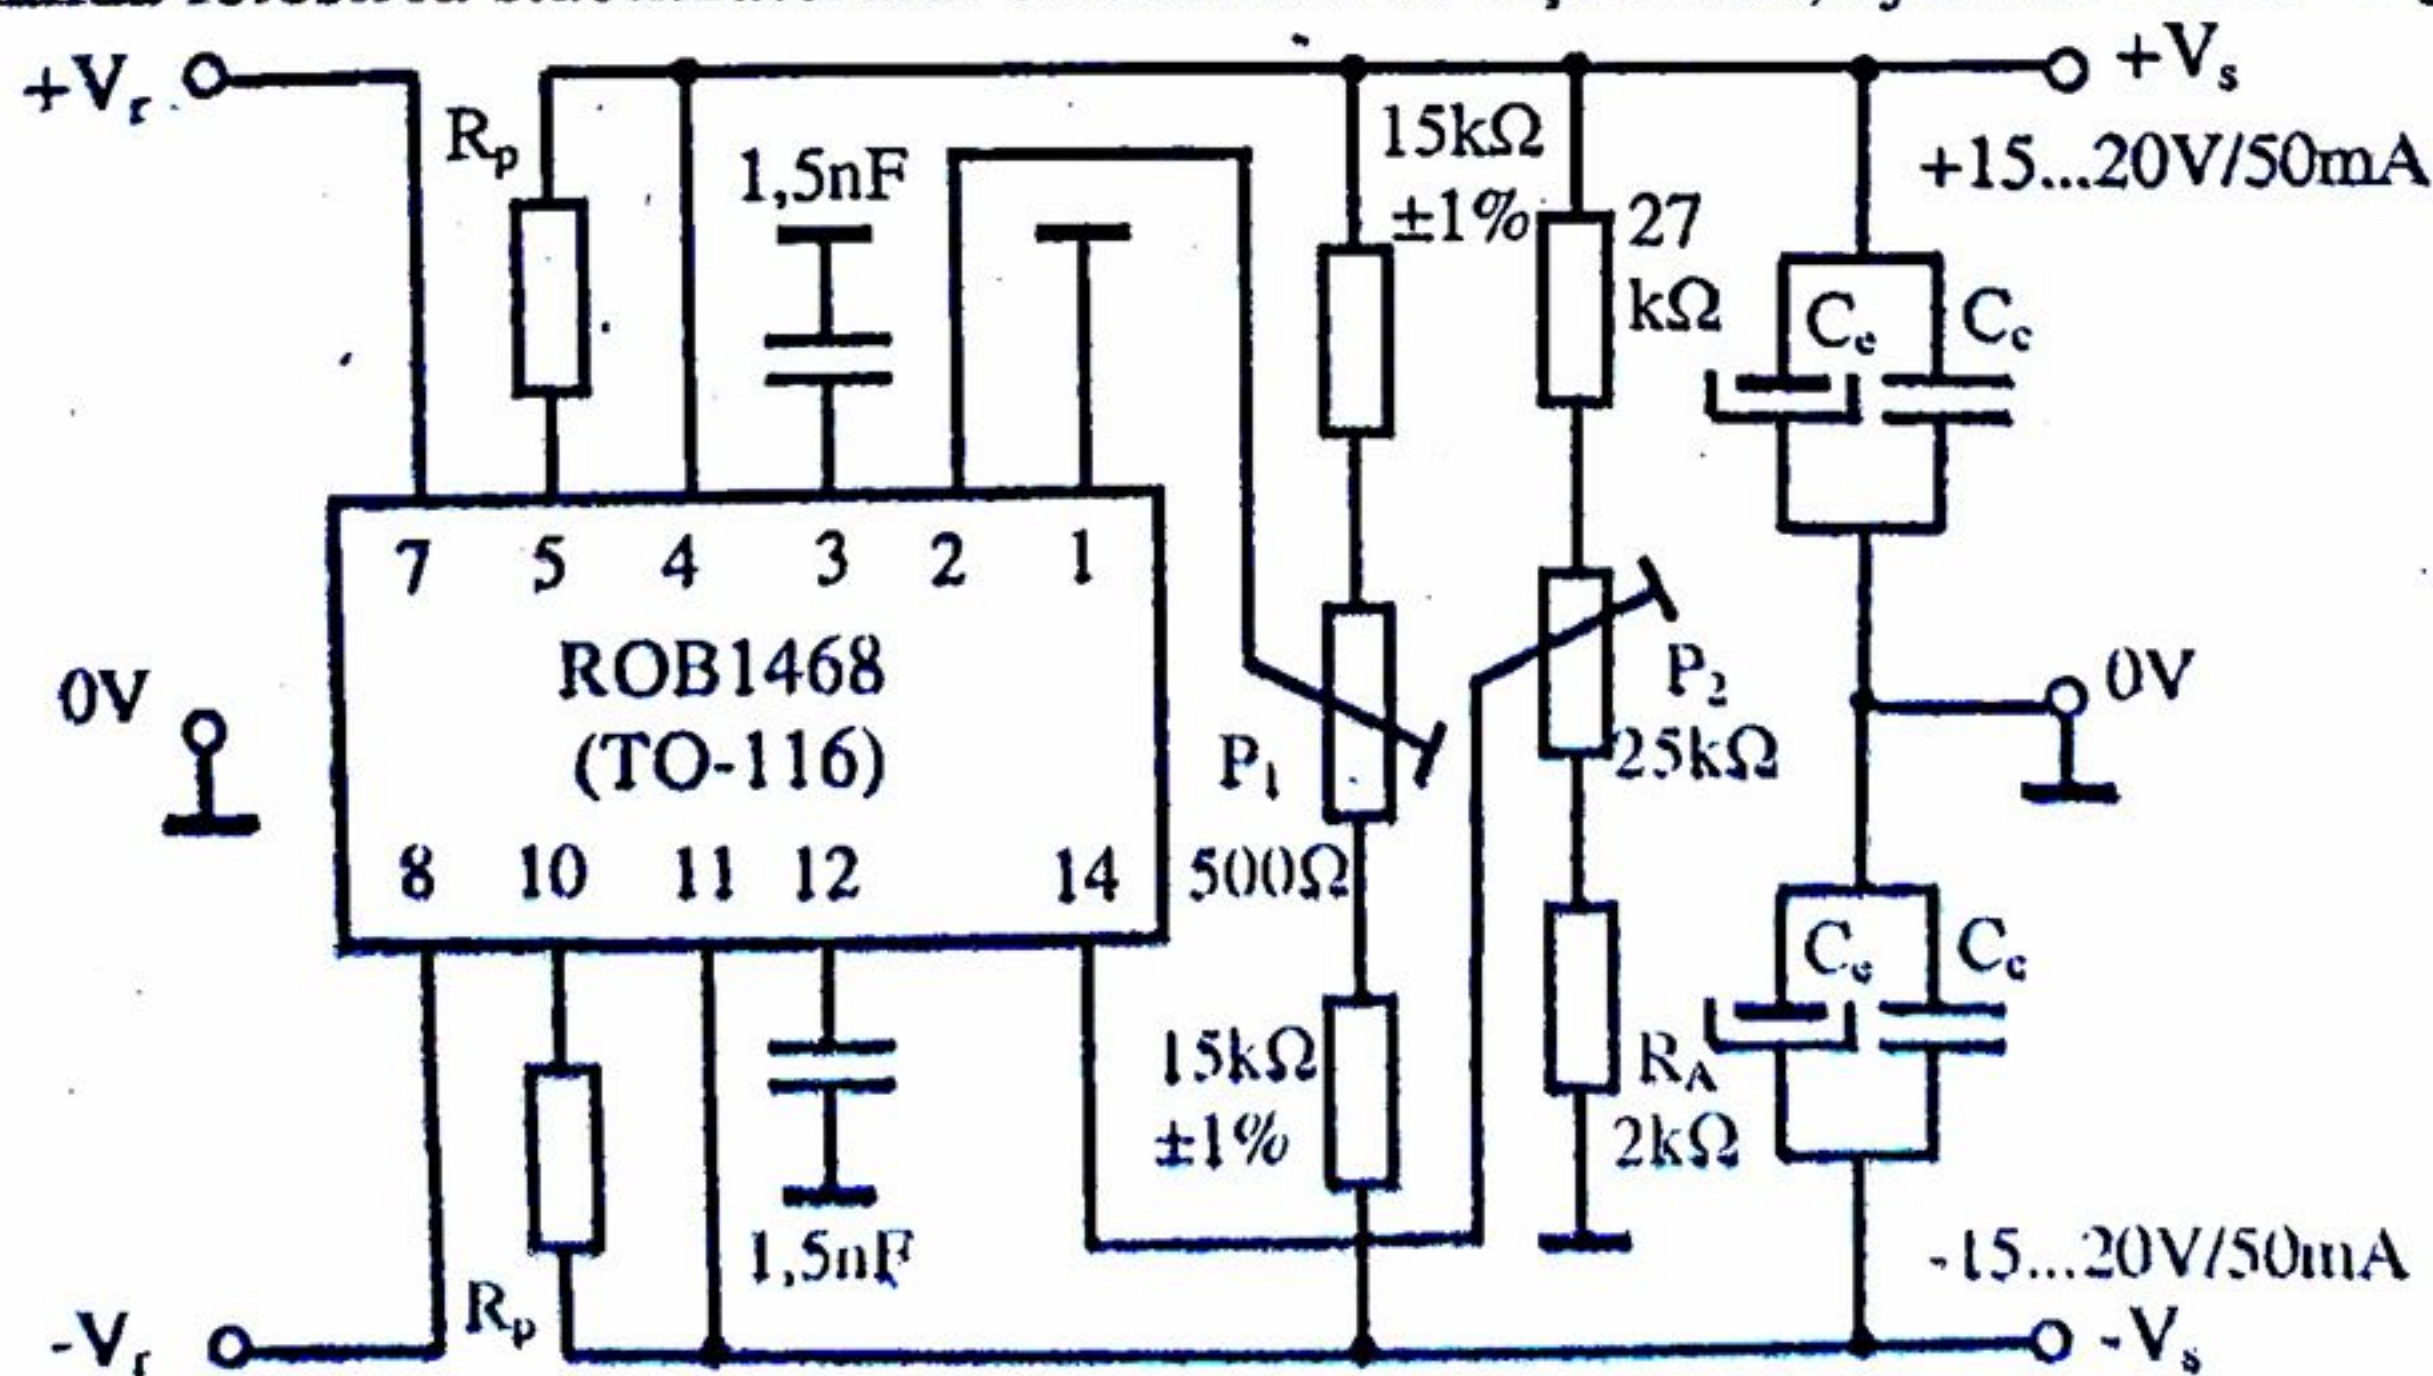 +Vr
Rp
1,5nF
15kΩ
±1%
27
kΩ
+Vs
+15...20V/50mA
Ce
Cc
7 5 4 3 2 1
ROB1468
(TO-116)
8 10 11 12 14
0V
P1
500Ω
P2
25kΩ
0V
15kΩ
±1%
RA
2kΩ
Ce
Cc
1,5nF
Rp
-Vr
-15...20V/50mA
-Vs